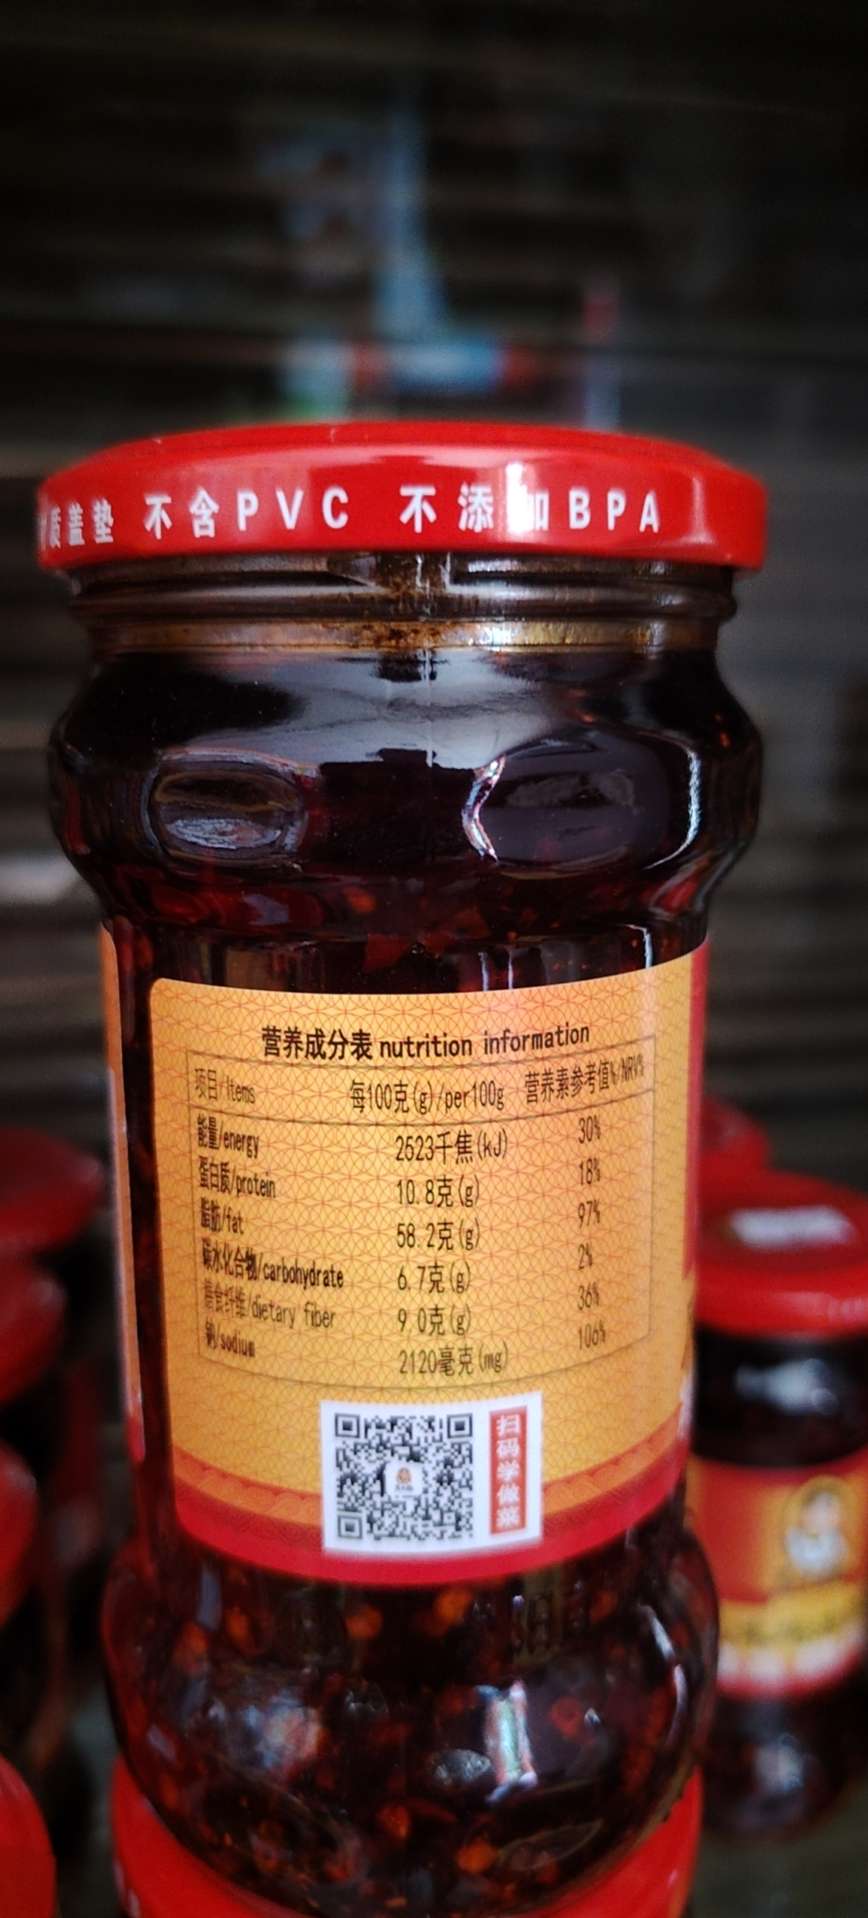 质盖垫 不含PVC 不添加BPA
营养成分表 nutrition information
项目/Items 每100克(g)/per100g 营养素参考值%/NRV%
能量/energy 2523千焦(kJ) 30%
蛋白质/protein 10.8克(g) 18%
脂肪/fat 58.2克(g) 97%
碳水化合物/carbohydrate 6.7克(g) 2%
膳食纤维/dietary fiber 9.0克(g) 36%
钠/sodium 2120毫克(mg) 106%
扫码学做菜